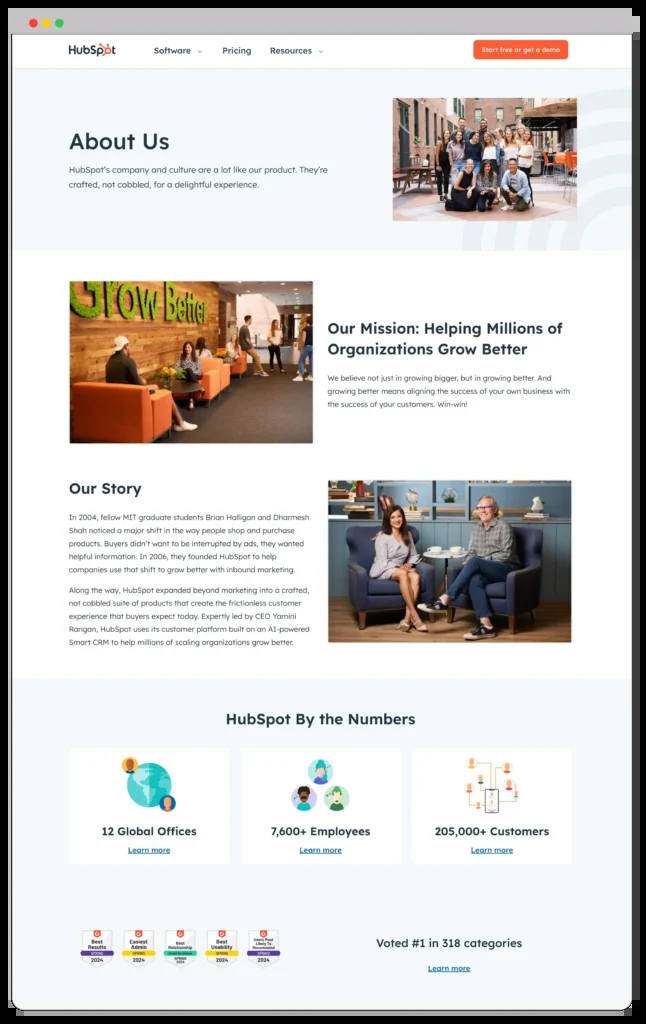 HubSpot
Software
Pricing
Resources
Start free or get a demo
About Us
HubSpot's company and culture are a lot like our product. They're
crafted, not cobbled, for a delightful experience.
Grow Better
Our Mission: Helping Millions of
Organizations Grow Better
We believe not just in growing bigger, but in growing better. And
growing better means aligning the success of your own business with
the success of your customers. Win-win!
Our Story
In 2004, fellow MIT graduate students Brian Halligan and Dharmesh
Shah noticed a major shift in the way people shop and purchase
products. Buyers didn't want to be interrupted by ads, they wanted
helpful information. In 2006, they founded HubSpot to help
companies use that shift to grow better with inbound marketing.
Along the way, HubSpot expanded beyond marketing into a crafted,
not cobbled suite of products that create the frictionless customer
experience that buyers expect today. Expertly led by CEO Yamini
Rangan, HubSpot uses its customer platform built on an AI-powered
Smart CRM to help millions of scaling organizations grow better.
HubSpot By the Numbers
12 Global Offices
Learn more
7,600+ Employees
Learn more
205,000+ Customers
Learn more
Best
Results
SPRING
2024
Easiest
Admin
SPRING
2024
Best
Relationship
Small Business
SPRING
2024
Best
Usability
SPRING
2024
Users Most
Likely To
Recommend
SPRING
2024
Voted #1 in 318 categories
Learn more